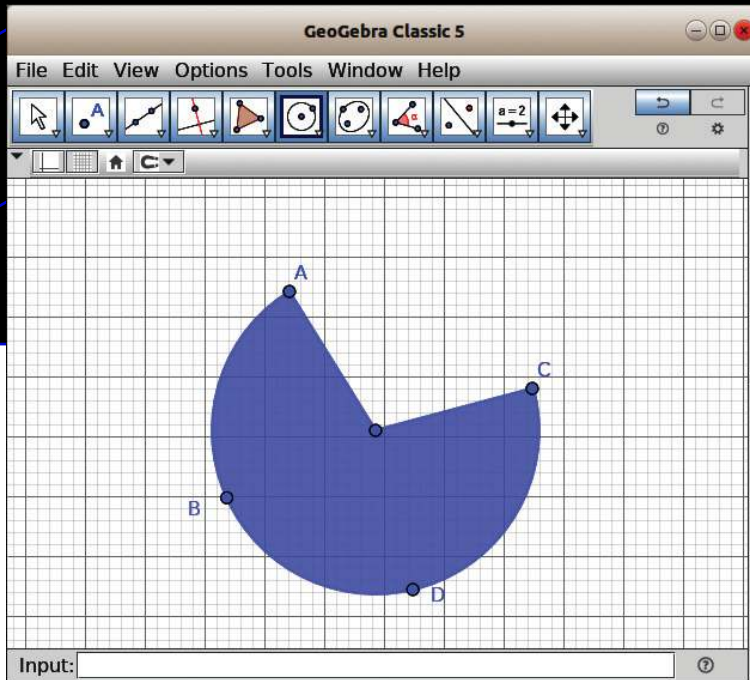 GeoGebra Classic 5
File Edit View Options Tools Window Help
A
α
a=2
A
C
B
D
Input: